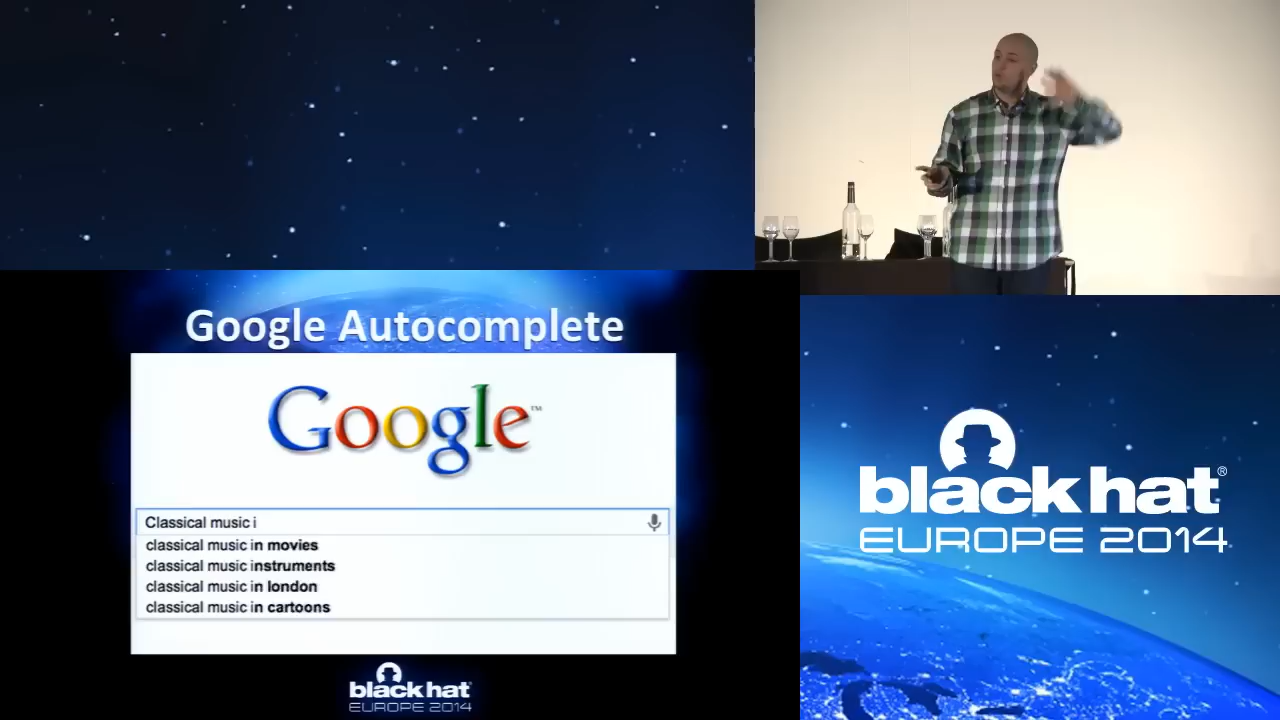 Google Autocomplete
Google™
Classical music i
classical music in movies
classical music instruments
classical music in london
classical music in cartoons
black hat
EUROPE 2014
black hat®
EUROPE 2014